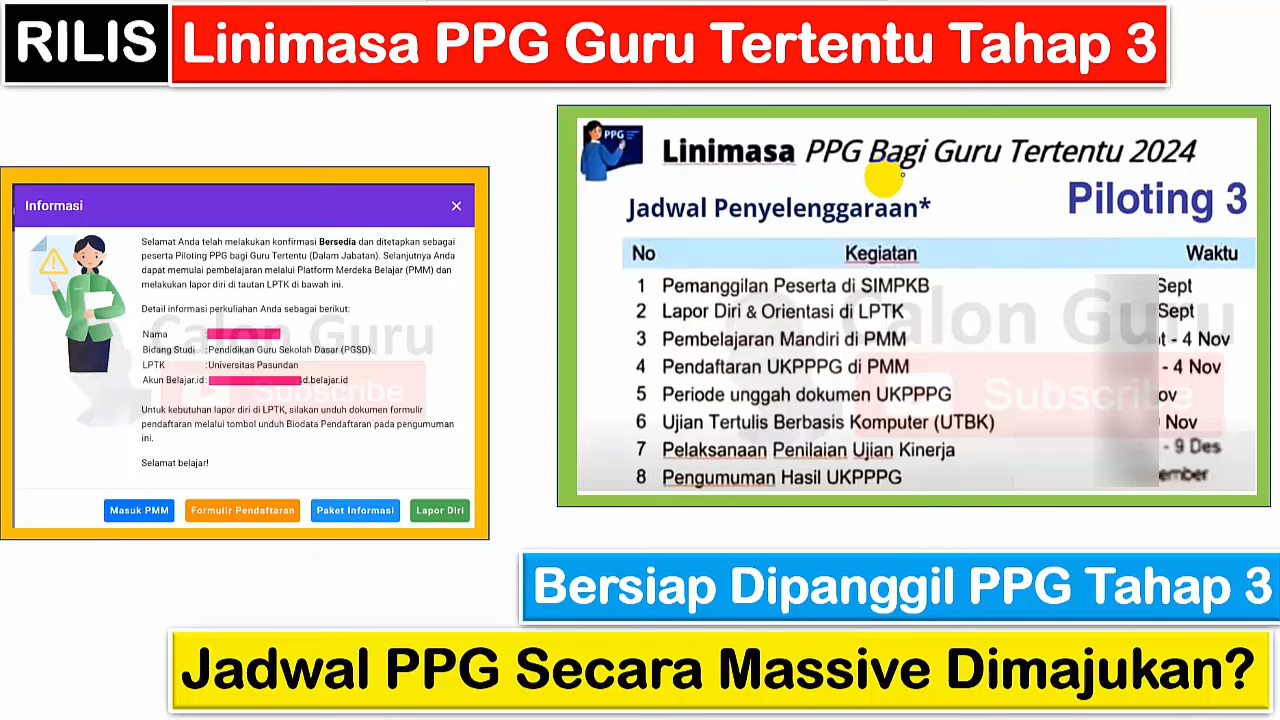 RILIS Linimasa PPG Guru Tertentu Tahap 3
Informasi
Selamat Anda telah melakukan konfirmasi Bersedia dan ditetapkan sebagai
peserta Piloting PPG bagi Guru Tertentu (Dalam Jabatan). Selanjutnya Anda
dapat memulai pembelajaran melalui Platform Merdeka Belajar (PMM) dan
melakukan lapor diri di tautan LPTK di bawah ini.
Detail informasi perkuliahan Anda sebagai berikut:
Nama :
Bidang Studi :Pendidikan Guru Sekolah Dasar (PGSD)
LPTK :Universitas Pasundan
Akun Belajar.id: d.belajar.id
Untuk kebutuhan lapor diri di LPTK, silakan unduh dokumen formulir
pendaftaran melalui tombol unduh Biodata Pendaftaran pada pengumuman
ini.
Selamat belajar!
Masuk PMM Formulir Pendaftaran Paket Informasi Lapor Diri
Calon Guru
Subscribe
PPG
Linimasa PPG Bagi Guru Tertentu 2024
Piloting 3
Jadwal Penyelenggaraan*
No Kegiatan Waktu
1 Pemanggilan Peserta di SIMPKB Sept
2 Lapor Diri & Orientasi di LPTK Sept
3 Pembelajaran Mandiri di PMM - 4 Nov
4 Pendaftaran UKPPPG di PMM - 4 Nov
5 Periode unggah dokumen UKPPPG
6 Ujian Tertulis Berbasis Komputer (UTBK) Nov
7 Pelaksanaan Penilaian Ujian Kinerja - 9 Des
8 Pengumuman Hasil UKPPPG
Calon Guru
Subscribe
Bersiap Dipanggil PPG Tahap 3
Jadwal PPG Secara Massive Dimajukan?